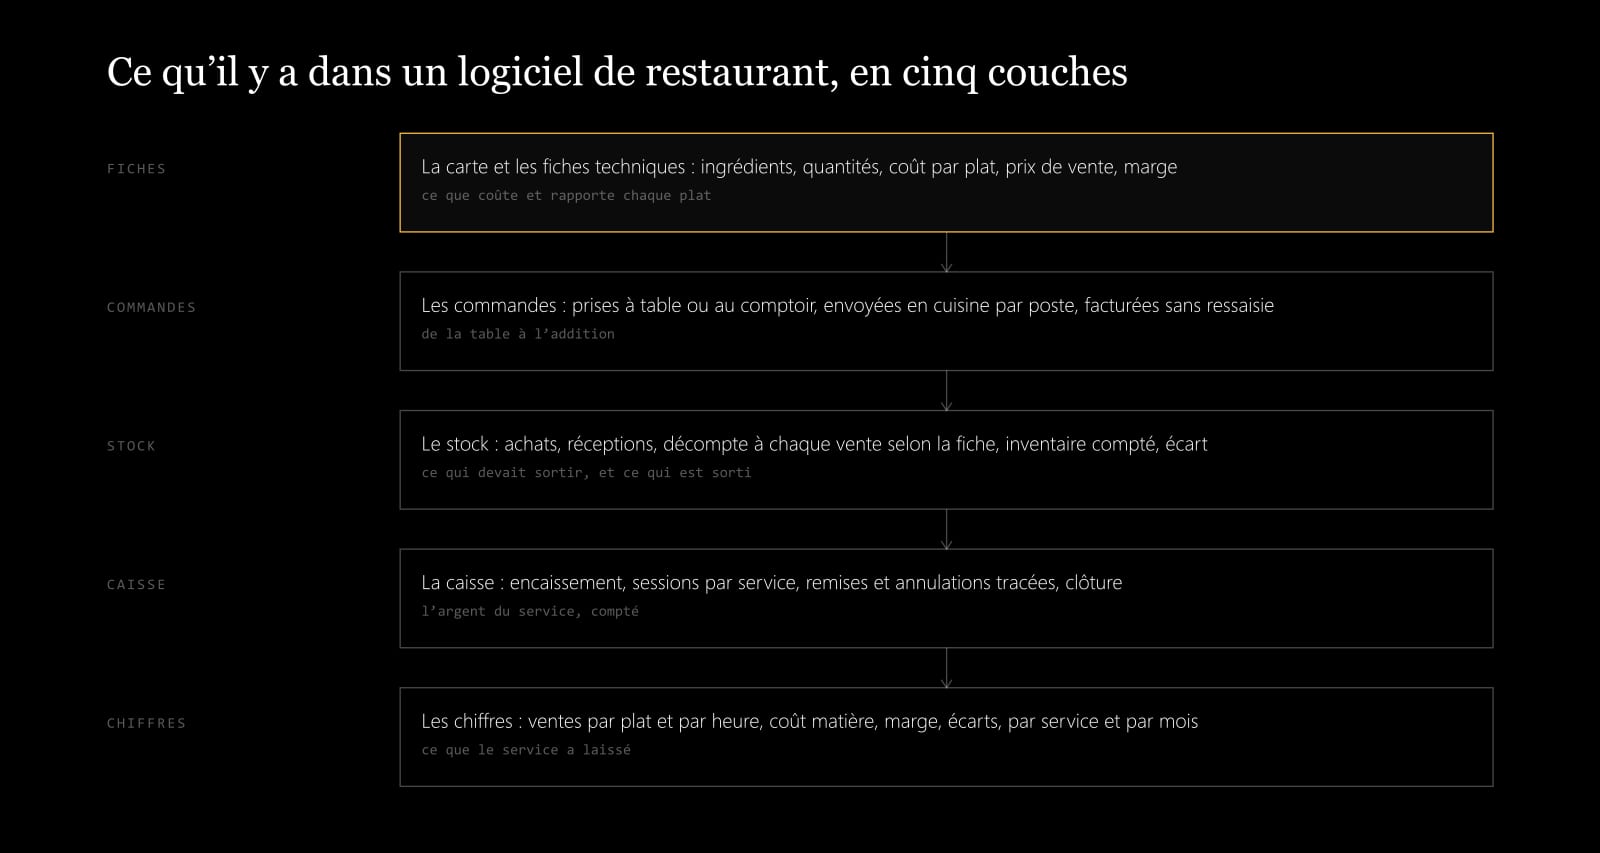 Ce qu’il y a dans un logiciel de restaurant, en cinq couches
FICHES
La carte et les fiches techniques : ingrédients, quantités, coût par plat, prix de vente, marge
ce que coûte et rapporte chaque plat
COMMANDES
Les commandes : prises à table ou au comptoir, envoyées en cuisine par poste, facturées sans ressaisie
de la table à l’addition
STOCK
Le stock : achats, réceptions, décompte à chaque vente selon la fiche, inventaire compté, écart
ce qui devait sortir, et ce qui est sorti
CAISSE
La caisse : encaissement, sessions par service, remises et annulations tracées, clôture
l’argent du service, compté
CHIFFRES
Les chiffres : ventes par plat et par heure, coût matière, marge, écarts, par service et par mois
ce que le service a laissé